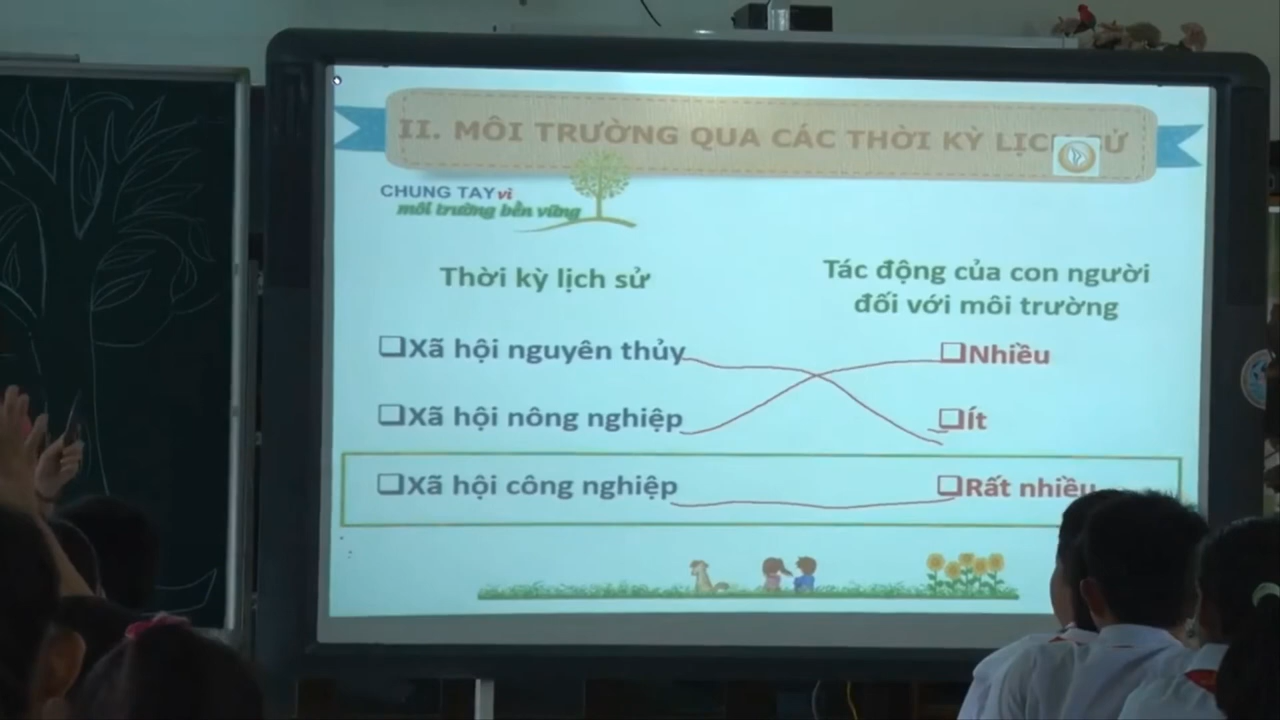 II. MÔI TRƯỜNG QUA CÁC THỜI KỲ LỊC Ử
CHUNG TAY vì
môi trường bền vững
Thời kỳ lịch sử
Tác động của con người
đối với môi trường
❑Xã hội nguyên thủy
❑Nhiều
❑Xã hội nông nghiệp
❑Ít
❑Xã hội công nghiệp
❑Rất nhiều